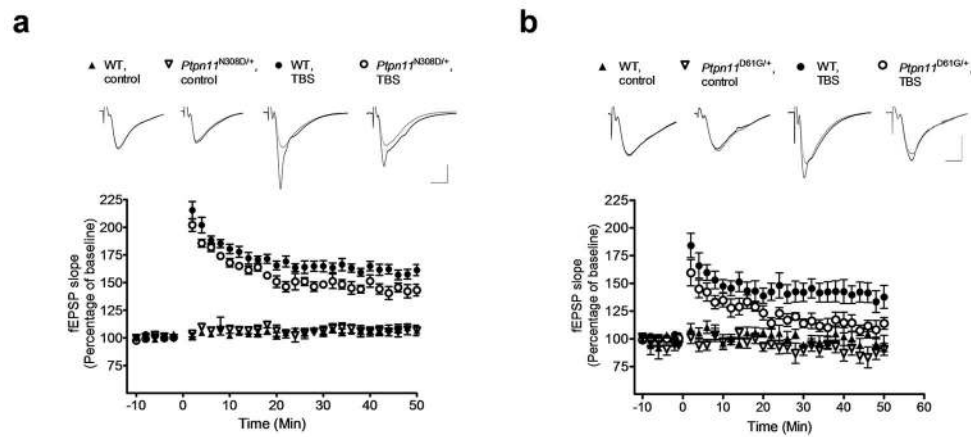 a
▲ WT, control
▽ Ptpn11N308D/+, control
● WT, TBS
○ Ptpn11N308D/+, TBS
225
200
175
150
125
100
75
fEPSP slope
(Percentage of baseline)
-10 0 10 20 30 40 50
Time (Min)
b
▲ WT, control
▽ Ptpn11D61G/+, control
● WT, TBS
○ Ptpn11D61G/+, TBS
225
200
175
150
125
100
75
fEPSP slope
(Percentage of baseline)
-10 0 10 20 30 40 50 60
Time (Min)